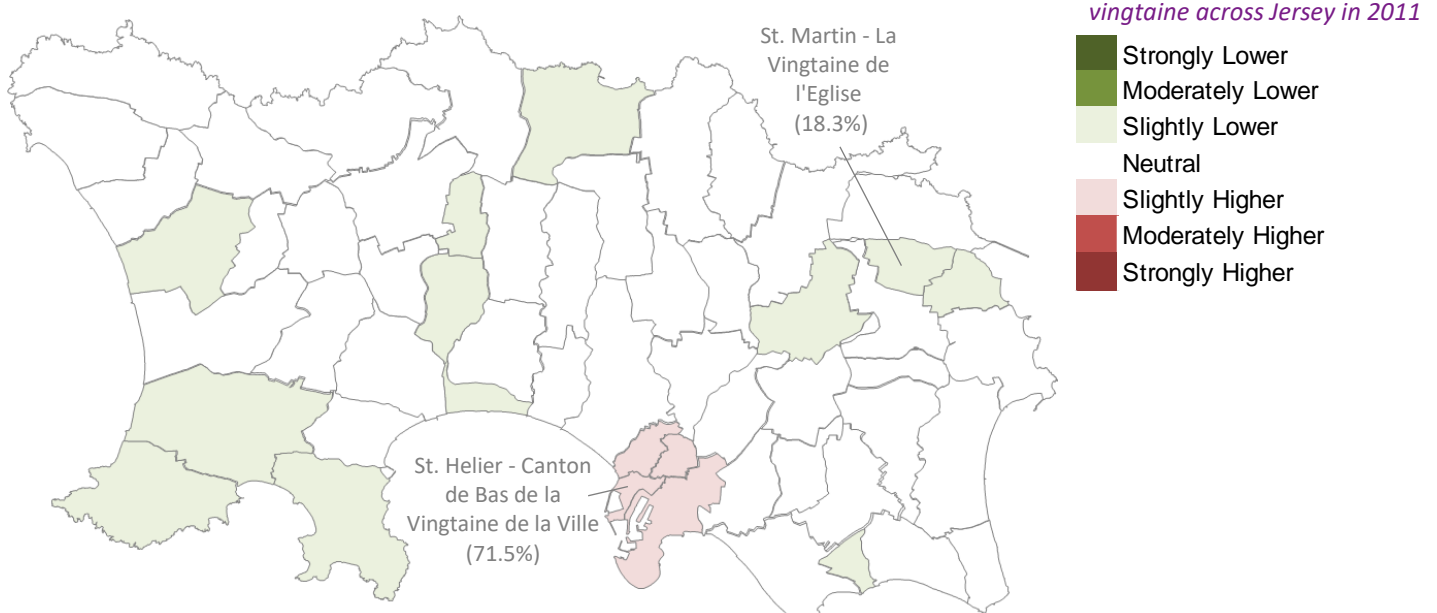 vingtaine across Jersey in 2011
Strongly Lower
Moderately Lower
Slightly Lower
Neutral
Slightly Higher
Moderately Higher
Strongly Higher
St. Martin - La
Vingtaine de
l'Eglise
(18.3%)
St. Helier - Canton
de Bas de la
Vingtaine de la Ville
(71.5%)